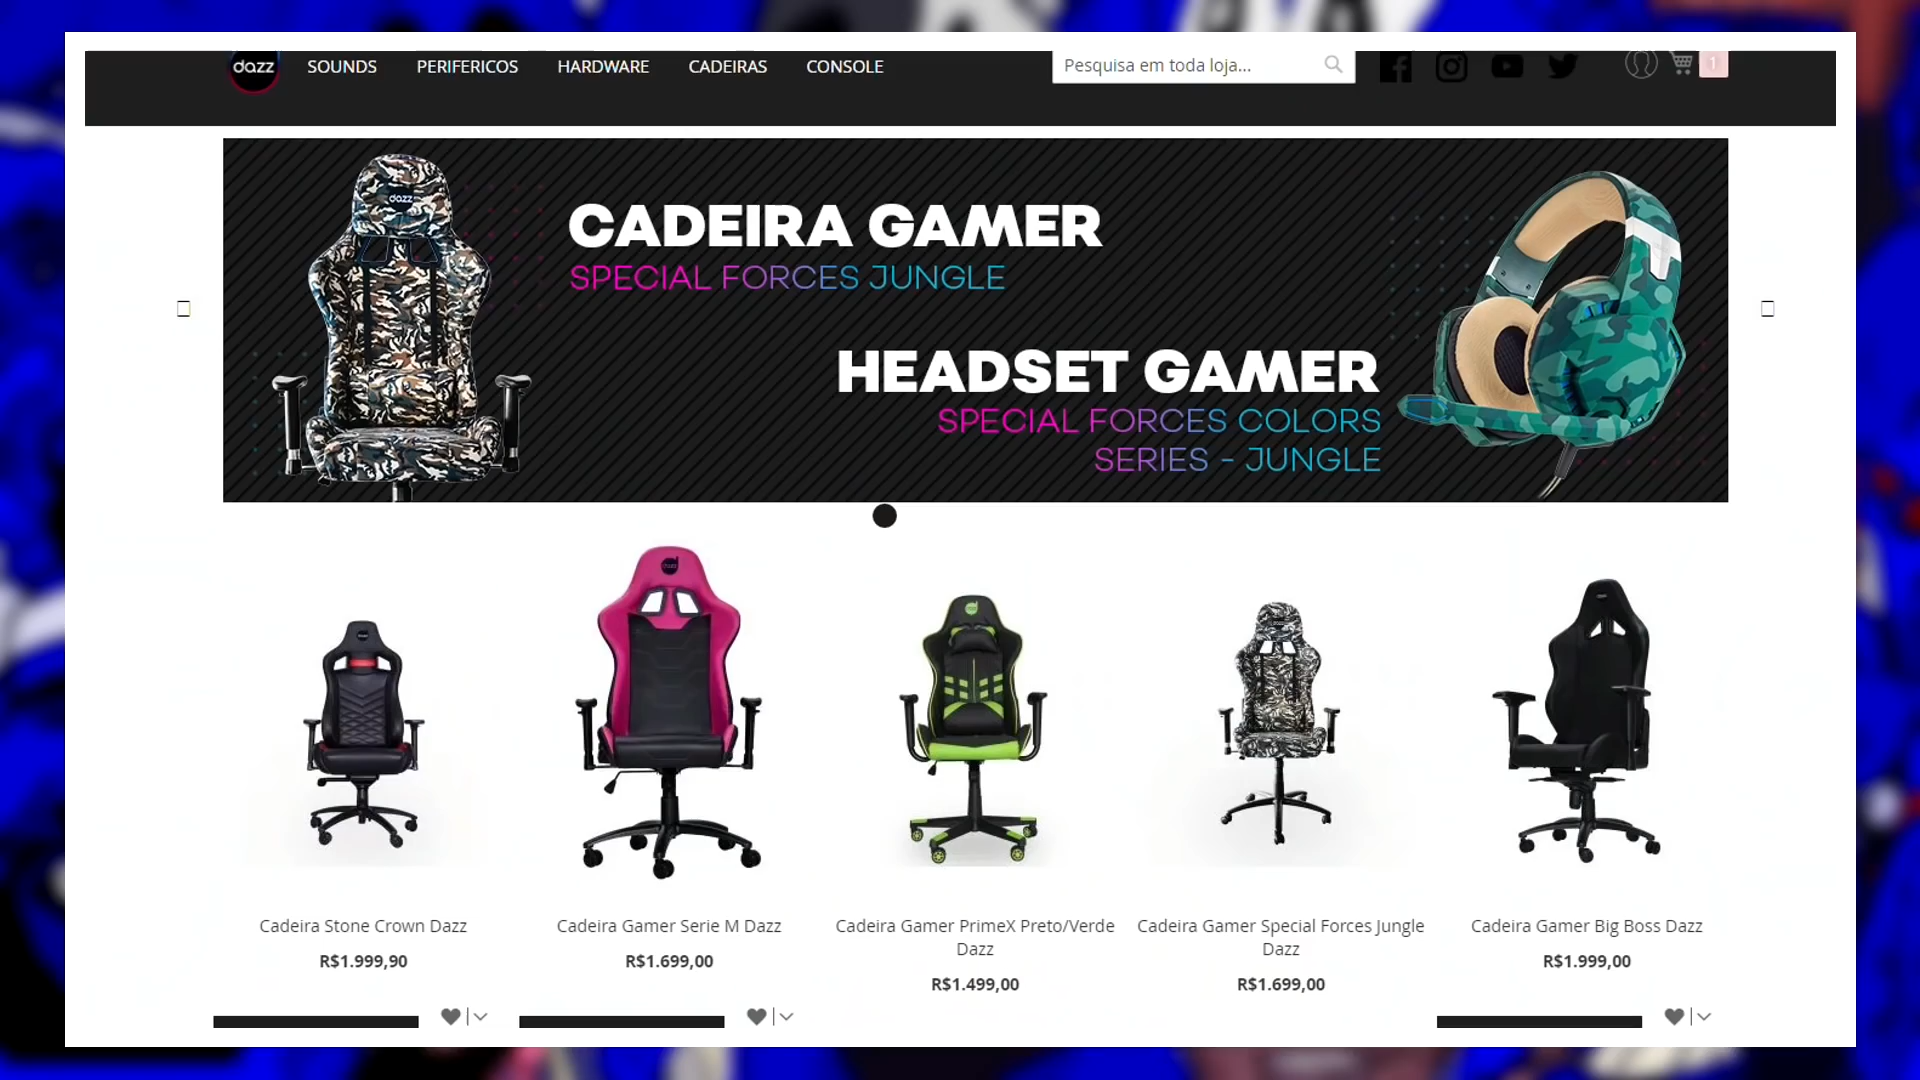 dazz SOUNDS PERIFERICOS HARDWARE CADEIRAS CONSOLE Pesquisa em toda loja... 1
dazz
CADEIRA GAMER
SPECIAL FORCES JUNGLE
HEADSET GAMER
SPECIAL FORCES COLORS
SERIES - JUNGLE
Cadeira Stone Crown Dazz
R$1.999,90
Cadeira Gamer Serie M Dazz
R$1.699,00
Cadeira Gamer PrimeX Preto/Verde
Dazz
R$1.499,00
Cadeira Gamer Special Forces Jungle
Dazz
R$1.699,00
Cadeira Gamer Big Boss Dazz
R$1.999,00